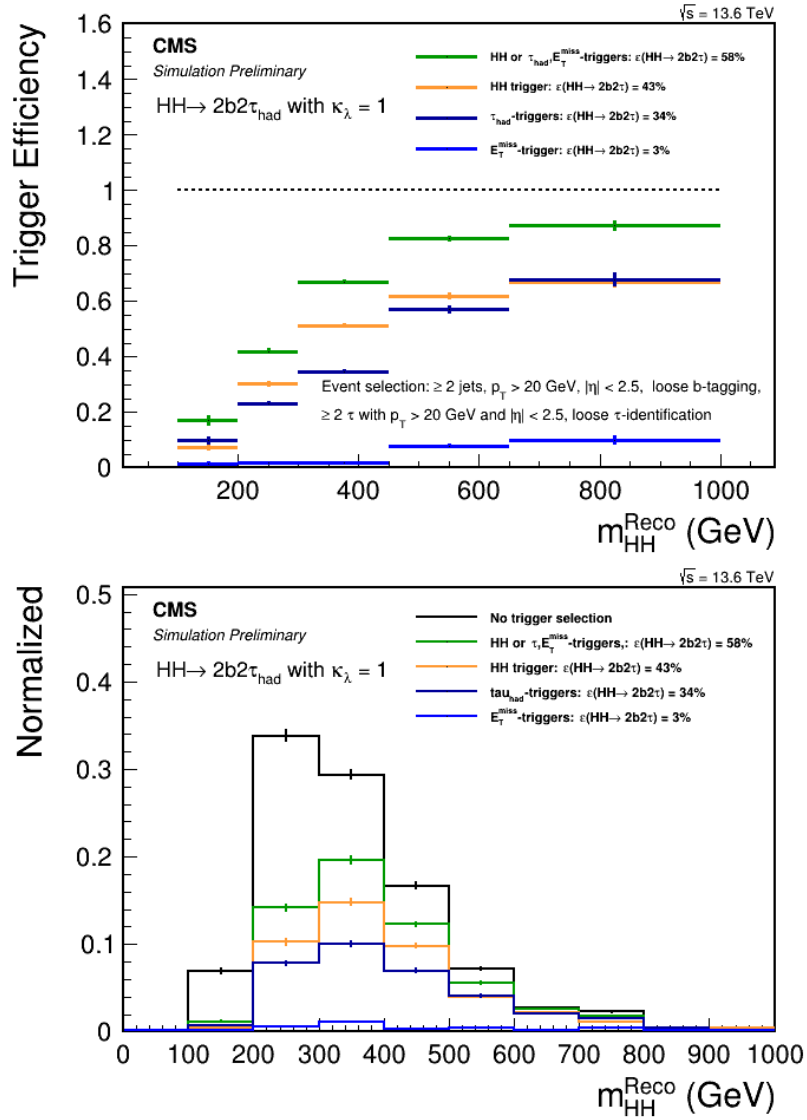 √s = 13.6 TeV
CMS
Simulation Preliminary
HH→ 2b2τhad with κλ = 1
HH or τhad,ETmiss-triggers: ε(HH→ 2b2τ) = 58%
HH trigger: ε(HH→ 2b2τ) = 43%
τhad-triggers: ε(HH→ 2b2τ) = 34%
ETmiss-trigger: ε(HH→ 2b2τ) = 3%
Trigger Efficiency
1.6
1.4
1.2
1
0.8
0.6
0.4
0.2
0
Event selection: ≥ 2 jets, pT > 20 GeV, |η| < 2.5, loose b-tagging,
≥ 2 τ with pT > 20 GeV and |η| < 2.5, loose τ-identification
200 400 600 800 1000
mHHReco (GeV)
√s = 13.6 TeV
CMS
Simulation Preliminary
HH→ 2b2τhad with κλ = 1
No trigger selection
HH or τ,ETmiss-triggers,: ε(HH→ 2b2τ) = 58%
HH trigger: ε(HH→ 2b2τ) = 43%
tauhad-triggers: ε(HH→ 2b2τ) = 34%
ETmiss-triggers: ε(HH→ 2b2τ) = 3%
Normalized
0.5
0.4
0.3
0.2
0.1
0
0 100 200 300 400 500 600 700 800 900 1000
mHHReco (GeV)